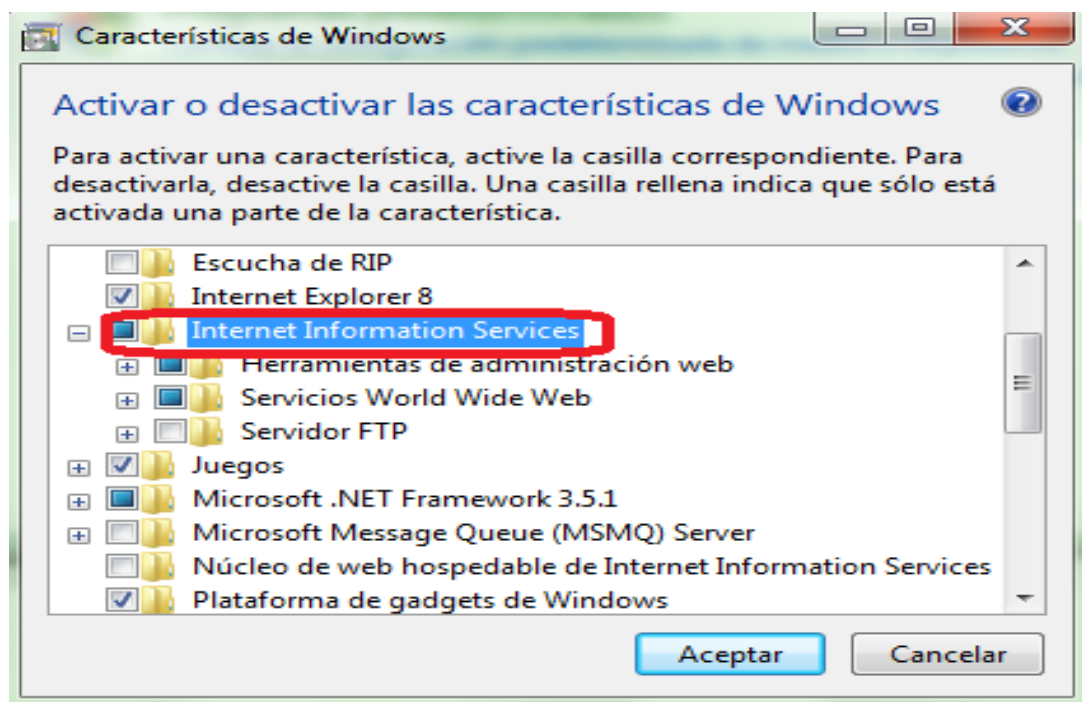 Características de Windows
Activar o desactivar las características de Windows
Para activar una característica, active la casilla correspondiente. Para
desactivarla, desactive la casilla. Una casilla rellena indica que sólo está
activada una parte de la característica.
Escucha de RIP
Internet Explorer 8
Internet Information Services
Herramientas de administración web
Servicios World Wide Web
Servidor FTP
Juegos
Microsoft .NET Framework 3.5.1
Microsoft Message Queue (MSMQ) Server
Núcleo de web hospedable de Internet Information Services
Plataforma de gadgets de Windows
Aceptar Cancelar